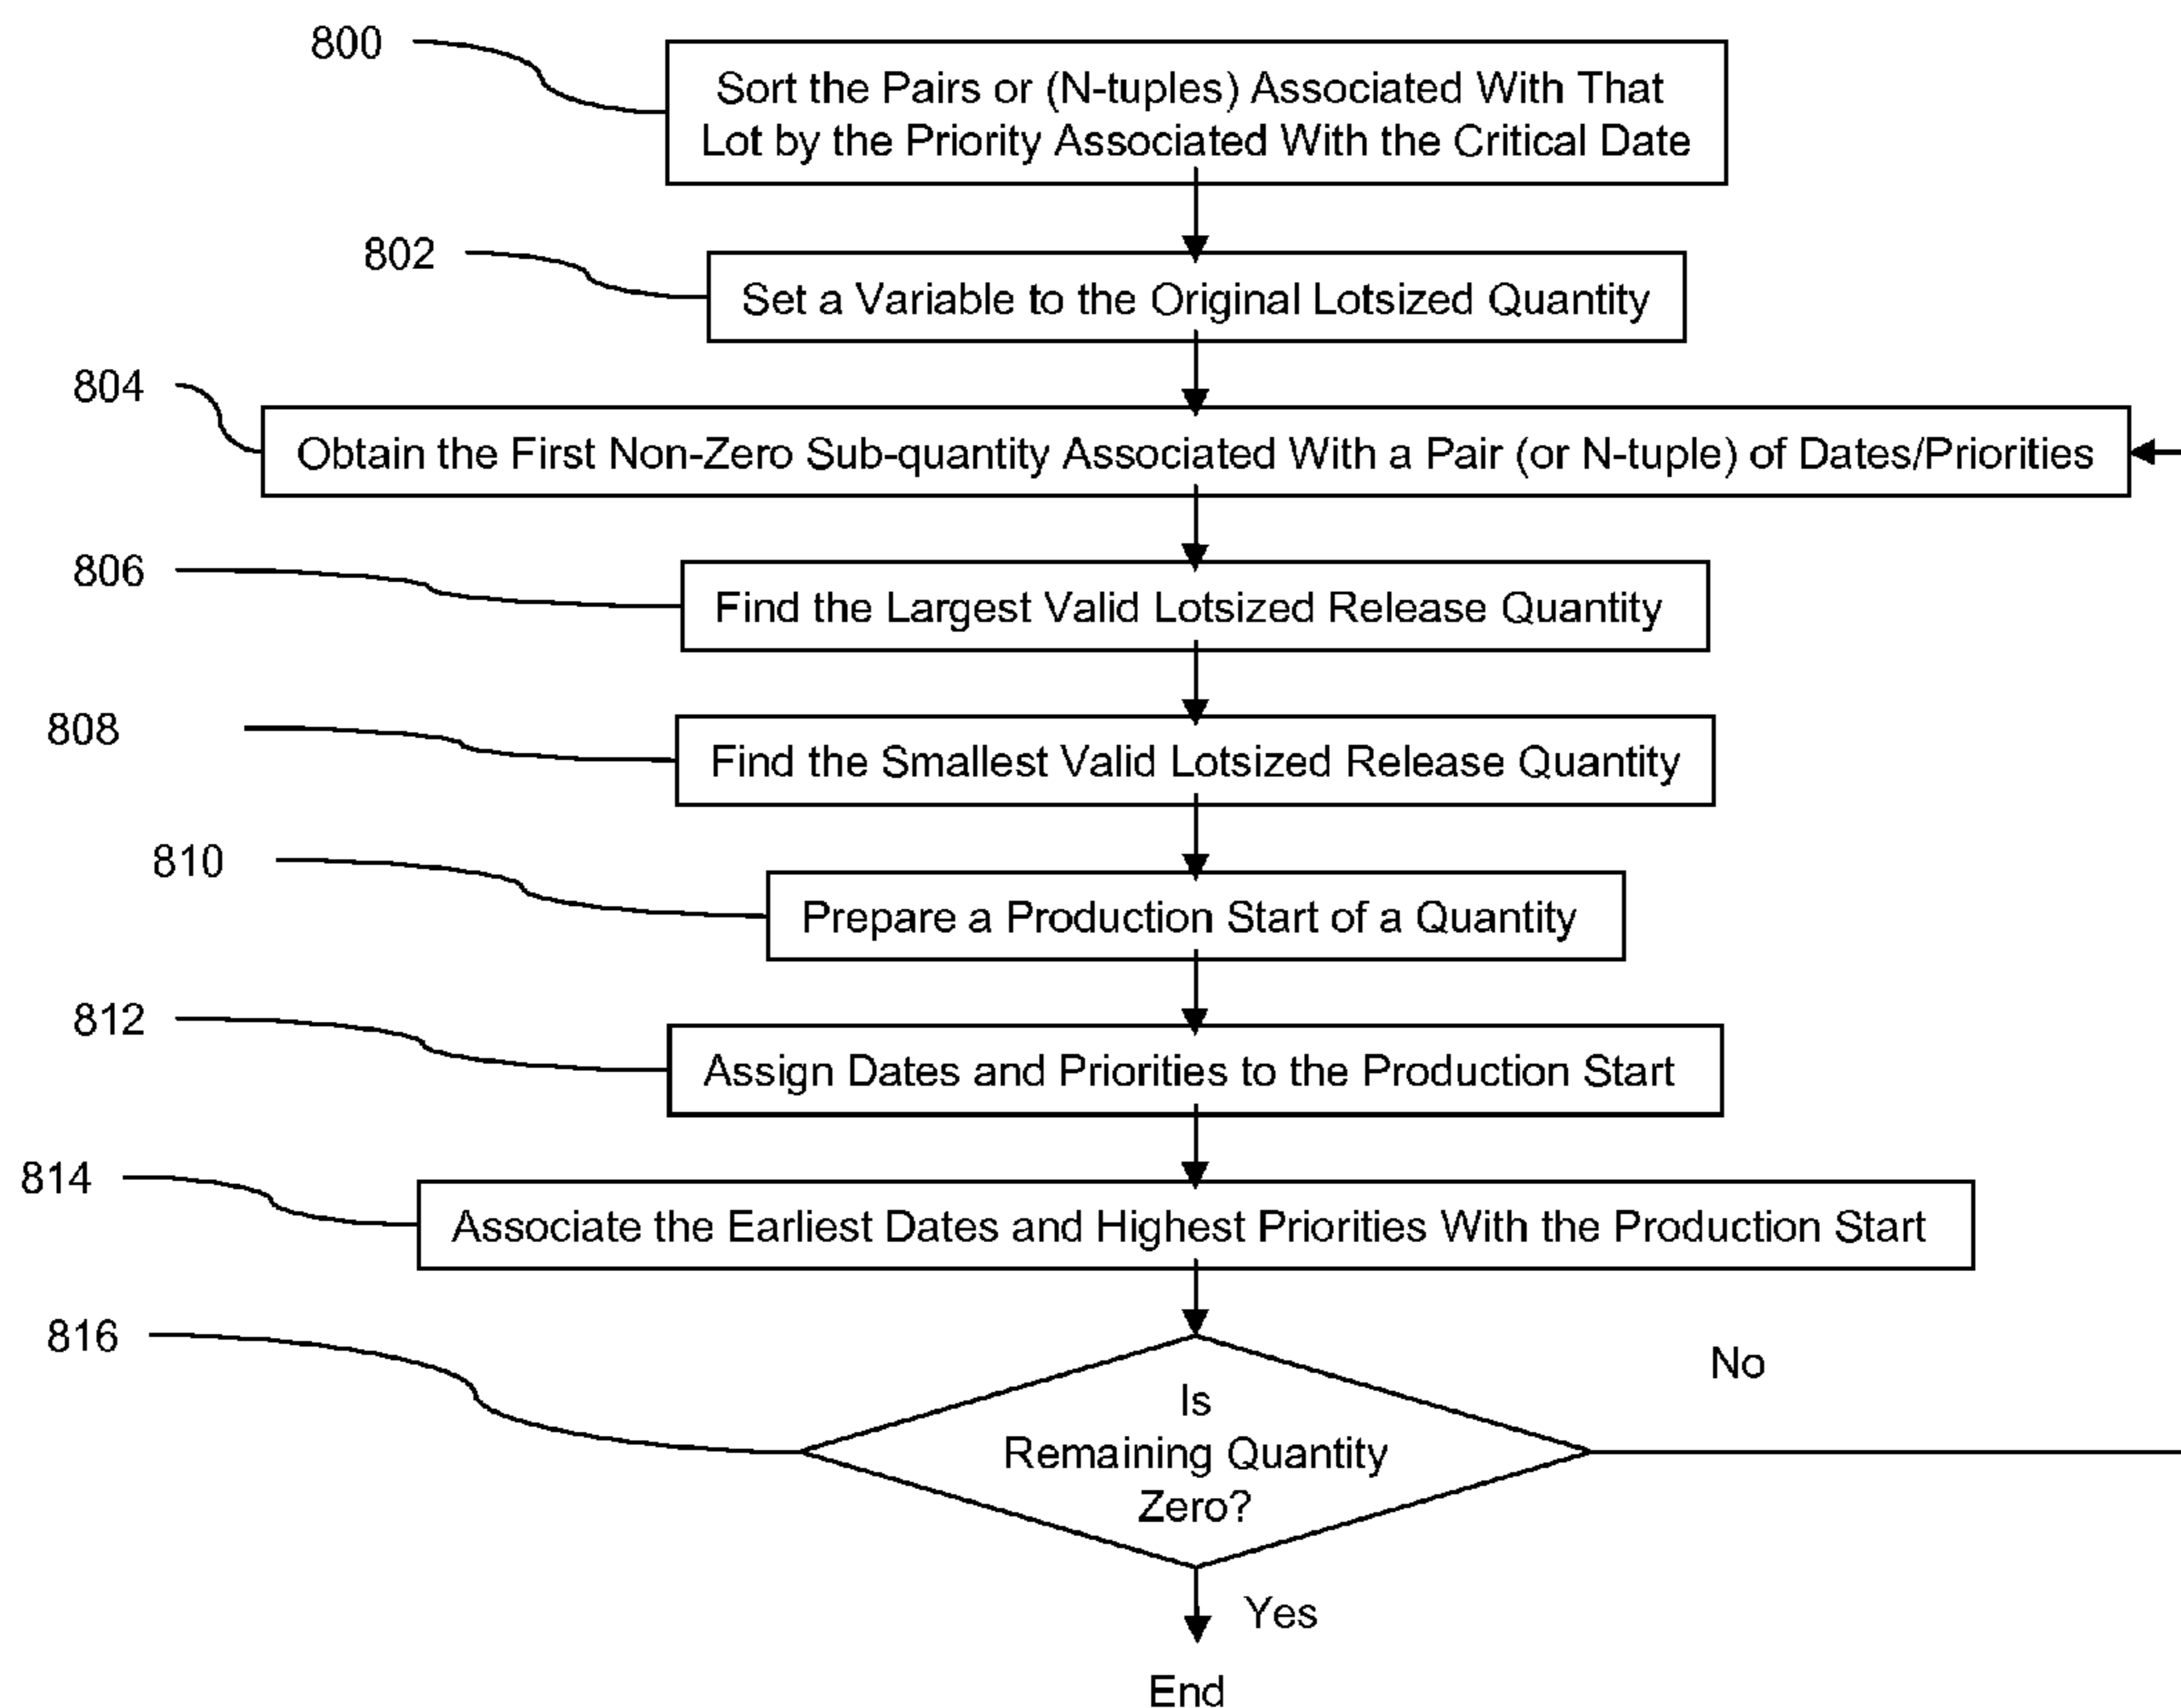 800
Sort the Pairs or (N-tuples) Associated With That
Lot by the Priority Associated With the Critical Date
802
Set a Variable to the Original Lotsized Quantity
804
Obtain the First Non-Zero Sub-quantity Associated With a Pair (or N-tuple) of Dates/Priorities
806
Find the Largest Valid Lotsized Release Quantity
808
Find the Smallest Valid Lotsized Release Quantity
810
Prepare a Production Start of a Quantity
812
Assign Dates and Priorities to the Production Start
814
Associate the Earliest Dates and Highest Priorities With the Production Start
816
Is
Remaining Quantity
Zero?
No
Yes
End